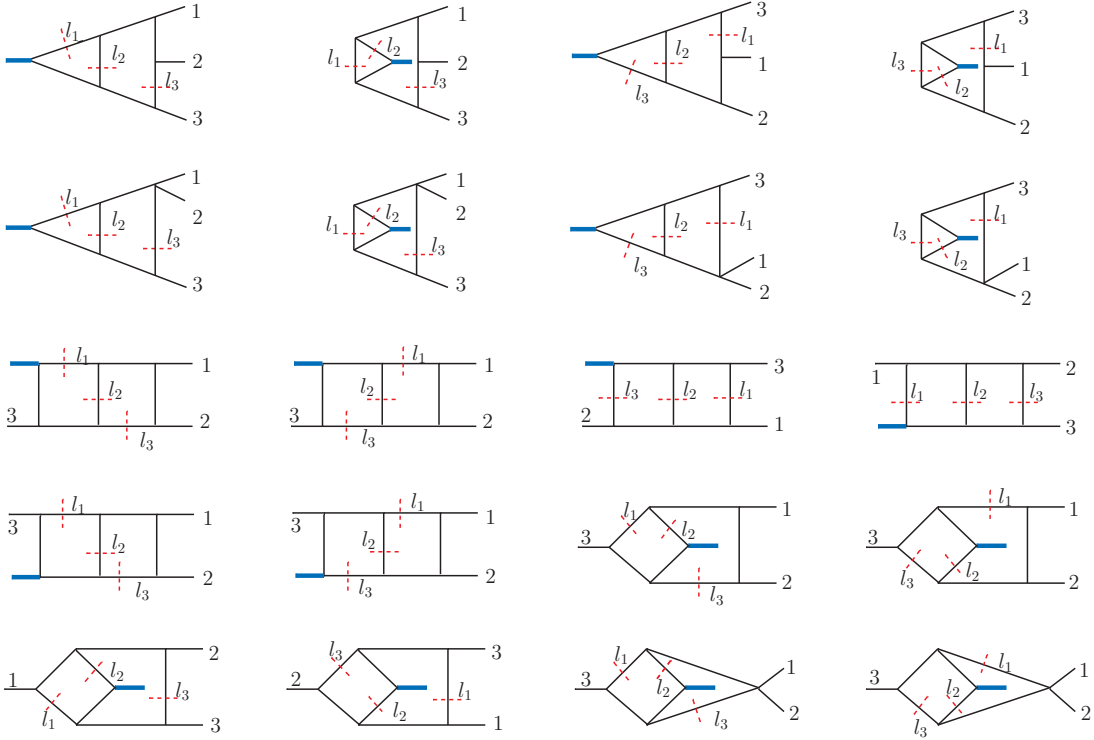 1 l₁ l₂ 2 l₃ 3
1 l₂ l₁ 2 l₃ 3
3 l₁ l₂ 1 l₃ 2
3 l₁ l₃ 1 l₂ 2
1 l₁ 2 l₂ l₃ 3
1 l₂ 2 l₁ l₃ 3
3 l₂ l₁ l₃ 1 2
3 l₁ l₃ l₂ 1 2
l₁ 1 l₂ 3 2 l₃
l₁ 1 l₂ 3 2 l₃
3 l₃ l₂ l₁ 2 1
1 2 l₁ l₂ l₃ 3
l₁ 3 1 l₂ 2 l₃
l₁ 3 1 l₂ 2 l₃
l₁ 1 l₂ 3 2 l₃
l₁ 1 3 l₃ l₂ 2
2 l₂ 1 l₃ l₁ 3
l₃ 3 2 l₁ l₂ 1
l₁ 1 3 l₂ l₃ 2
l₁ 1 3 l₂ l₃ 2